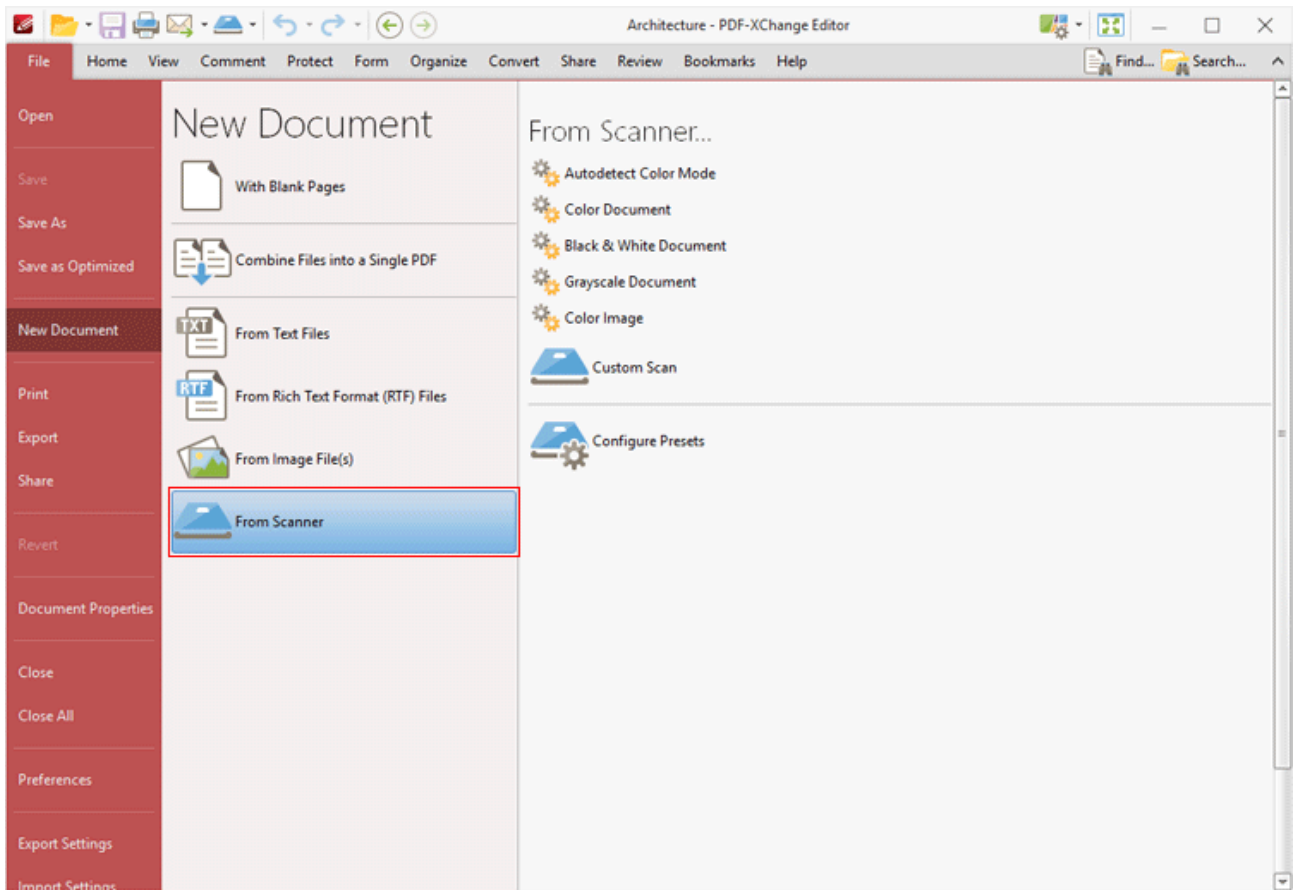 Architecture - PDF-XChange Editor
File Home View Comment Protect Form Organize Convert Share Review Bookmarks Help Find... Search...
Open
Save
Save As
Save as Optimized
New Document
Print
Export
Share
Revert
Document Properties
Close
Close All
Preferences
Export Settings
Import Settings
New Document
With Blank Pages
Combine Files into a Single PDF
TXT
From Text Files
RTF
From Rich Text Format (RTF) Files
From Image File(s)
From Scanner
From Scanner...
Autodetect Color Mode
Color Document
Black & White Document
Grayscale Document
Color Image
Custom Scan
Configure Presets